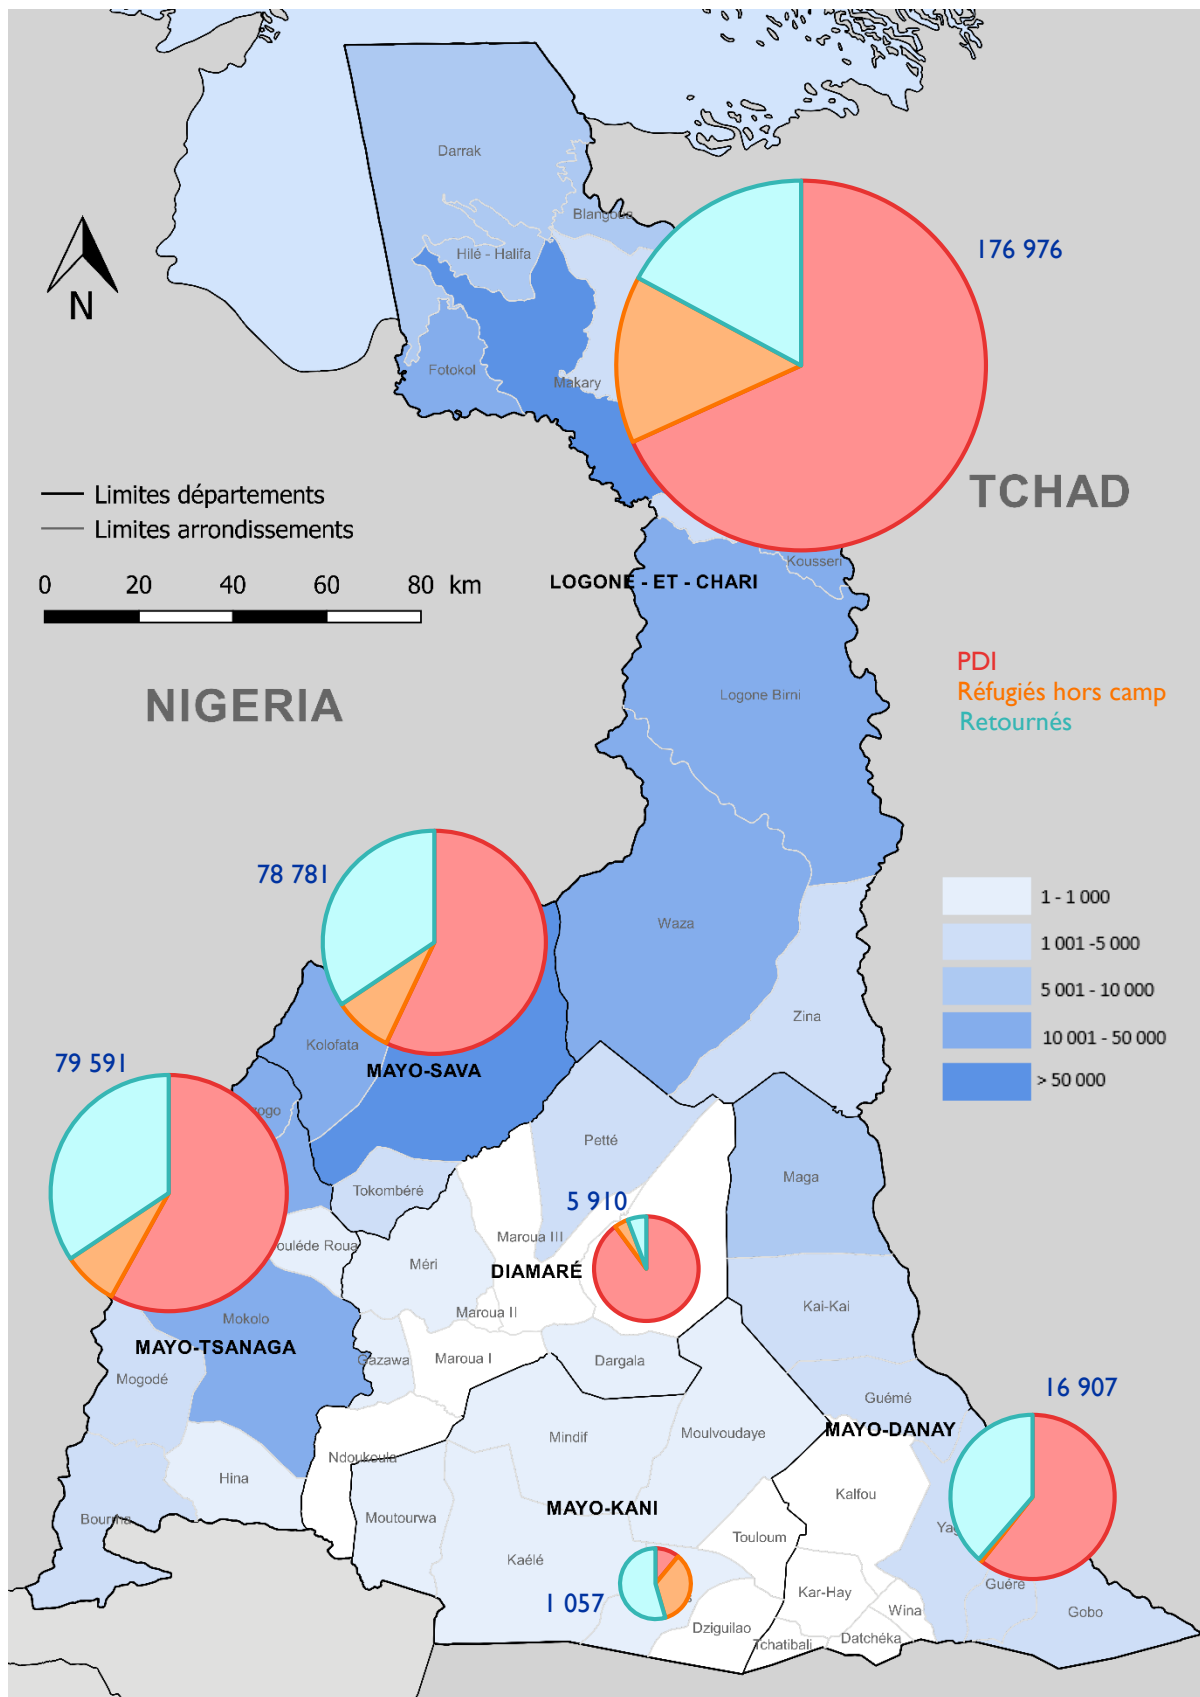 Darrak
Blangoua
176 976
Hilé - Halifa
N
Fotokol
Makary
TCHAD
Limites départements
Limites arrondissements
0 20 40 60 80 km
Kousseri
LOGONE - ET - CHARI
PDI
Réfugiés hors camp
Retournés
NIGERIA
Logone Birni
78 781
1 - 1 000
Waza
1 001 -5 000
5 001 - 10 000
Zina
10 001 - 50 000
Kolofata
79 591
MAYO-SAVA
> 50 000
Petté
Maga
Tokombéré
5 910
Maroua III
Méri
DIAMARÉ
Maroua II
Kai-Kai
Mokolo
MAYO-TSANAGA
Gazawa
Maroua I
Dargala
Mogodé
Guémé
16 907
MAYO-DANAY
Mindif
Moulvoudaye
Ndoukoula
Hina
Kalfou
MAYO-KANI
Bourha
Moutourwa
Touloum
Kaélé
Guéré
Kar-Hay
1 057
Wina
Gobo
Dziguilao
Tchatibali
Datchéka